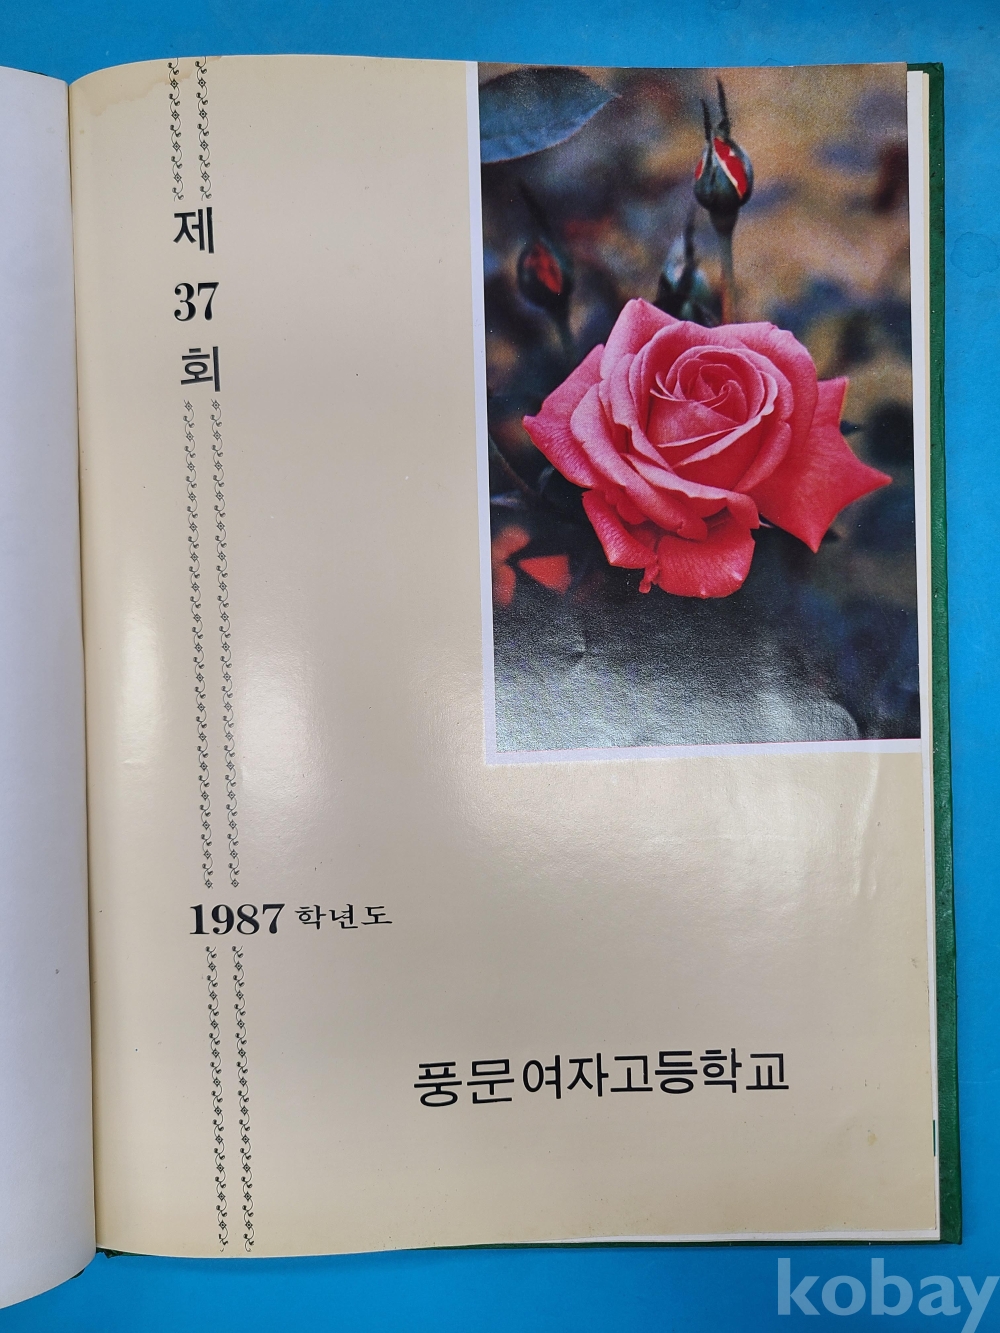 제
37
회
1987 학년도
풍문여자고등학교
kobay